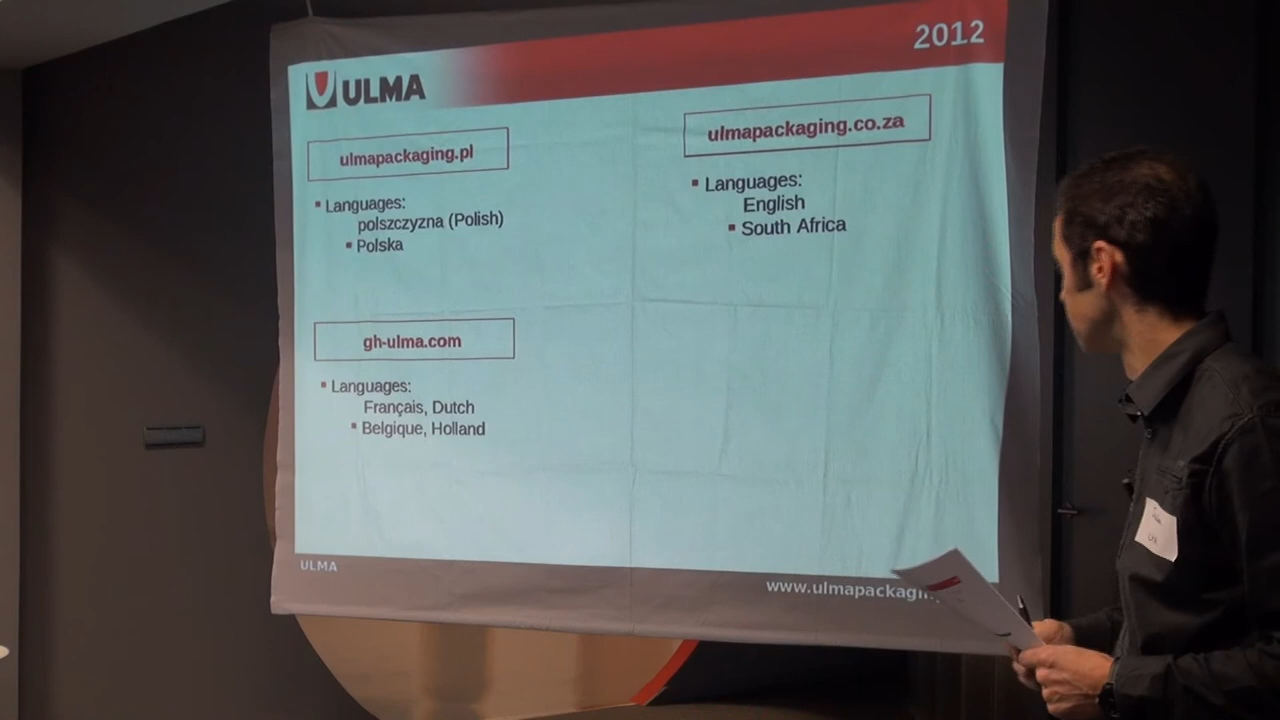 ULMA
2012
ulmapackaging.pl
Languages:
polszczyzna (Polish)
Polska
ulmapackaging.co.za
Languages:
English
South Africa
gh-ulma.com
Languages:
Français, Dutch
Belgique, Holland
ULMA
www.ulmapackagin